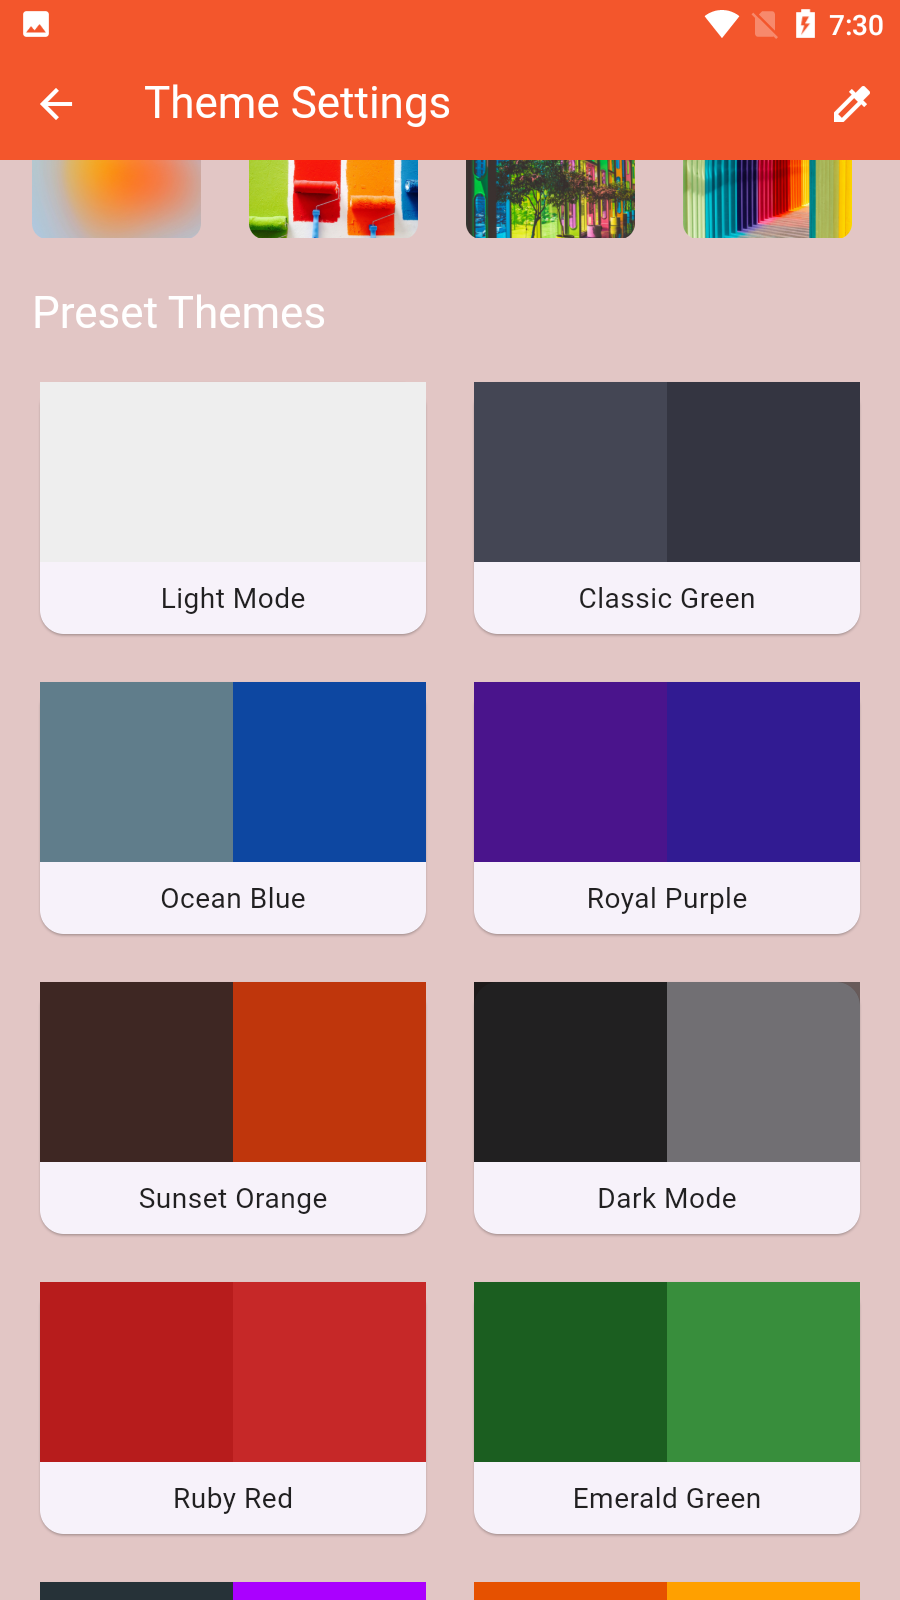 7:30
Theme Settings
Preset Themes
Light Mode
Classic Green
Ocean Blue
Royal Purple
Sunset Orange
Dark Mode
Ruby Red
Emerald Green